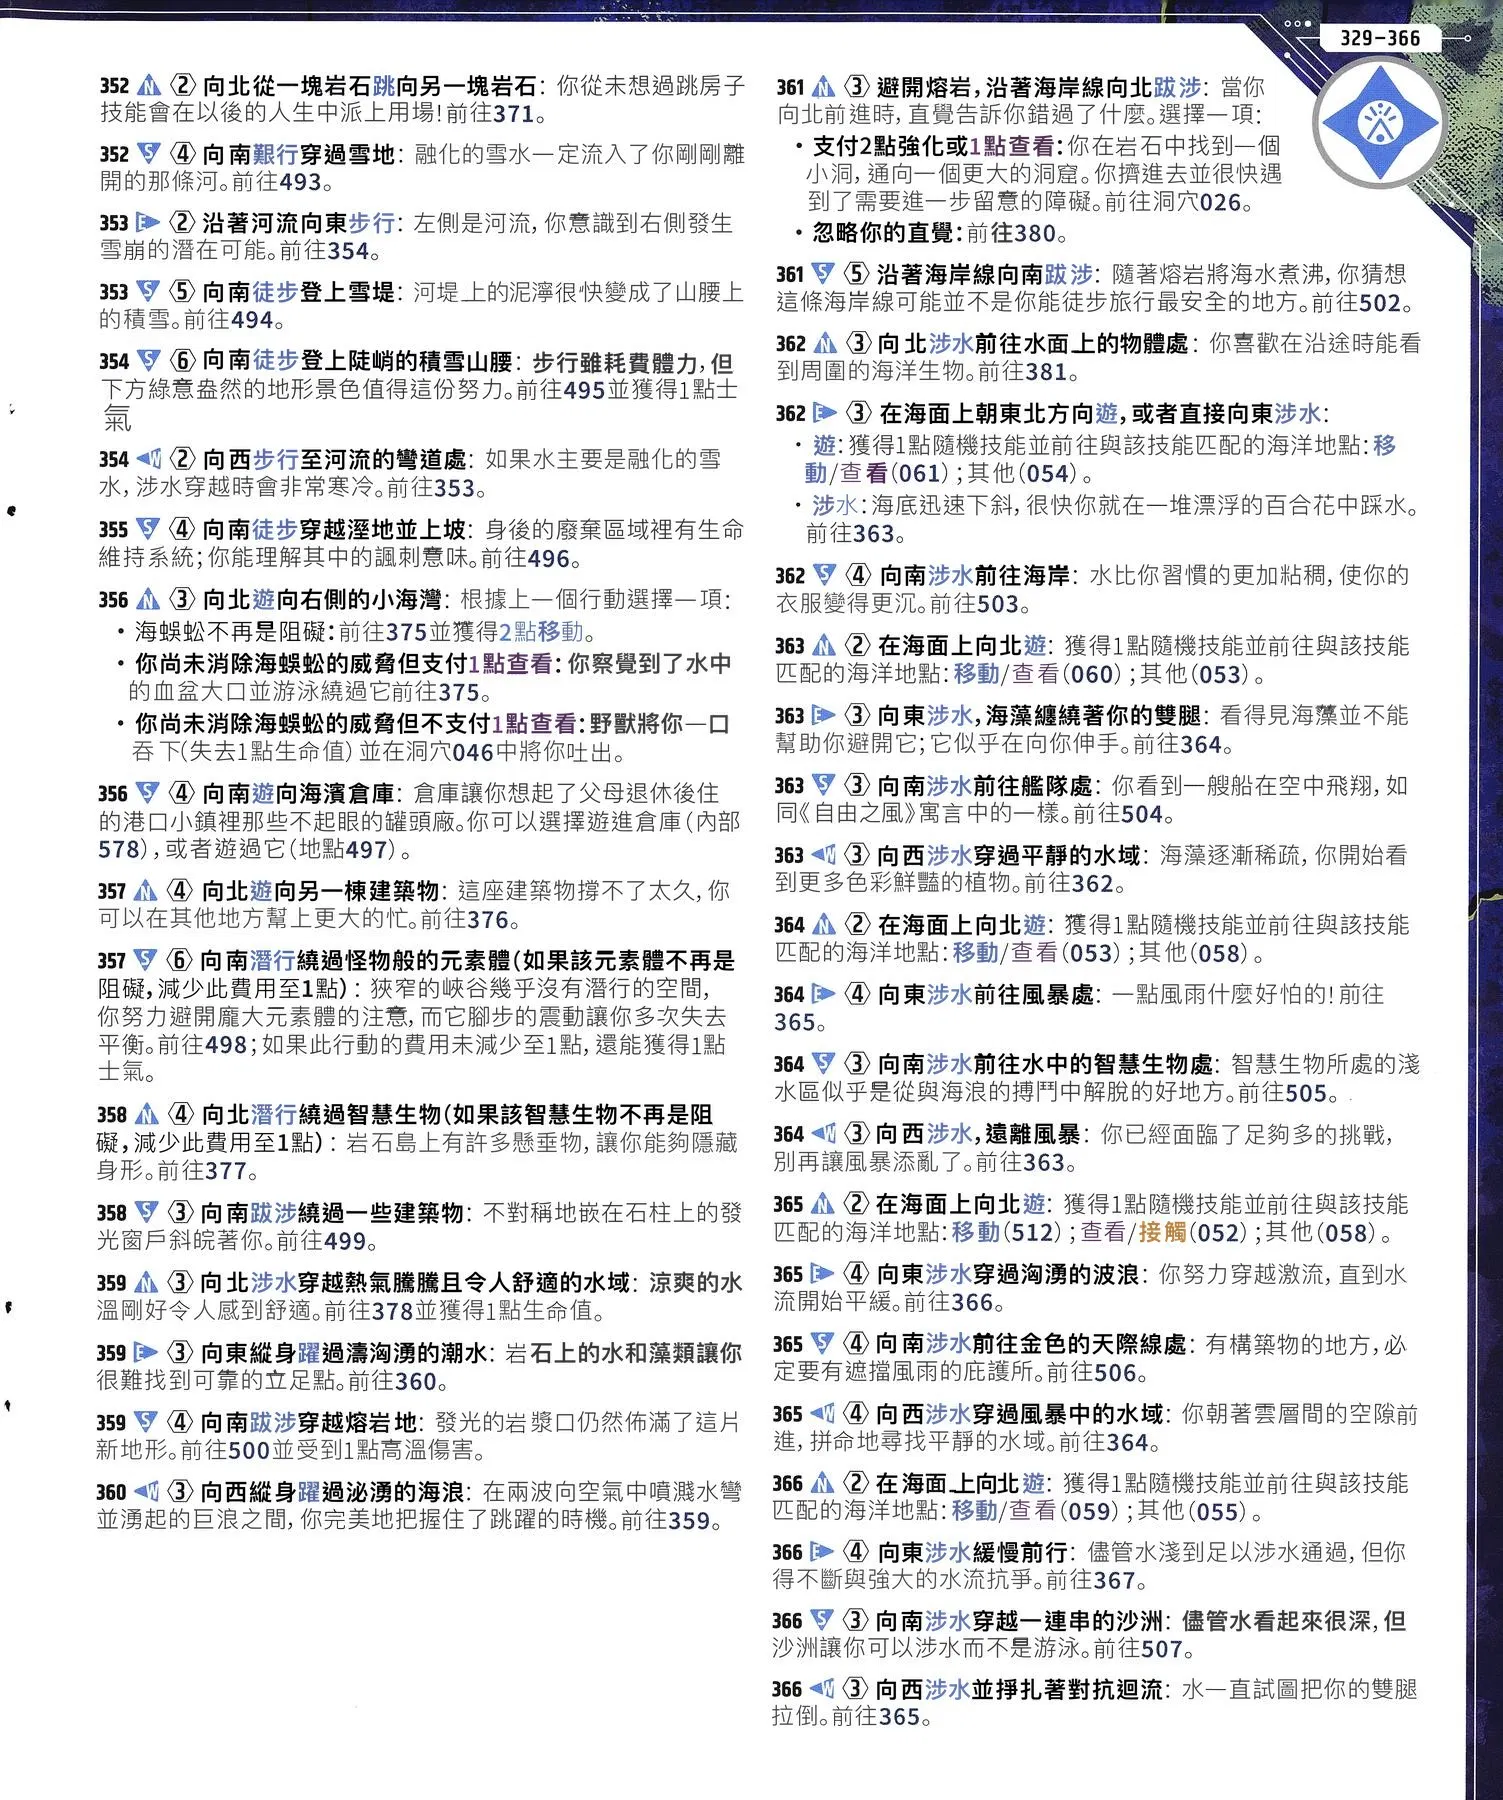 329–366
352 N 2 向北從一塊岩石跳向另一塊岩石：你從未想過跳房子
技能會在以後的人生中派上用場！前往371。
352 S 4 向南艱行穿過雪地：融化的雪水一定流入了你剛剛離
開的那條河。前往493。
353 E 2 沿著河流向東步行：左側是河流，你意識到右側發生
雪崩的潛在可能。前往354。
353 S 5 向南徒步登上雪堤：河堤上的泥濘很快變成了山腰上
的積雪。前往494。
354 S 6 向南徒步登上陡峭的積雪山腰：步行雖耗費體力，但
下方綠意盎然的地形景色值得這份努力。前往495並獲得1點士
氣
354 W 2 向西步行至河流的彎道處：如果水主要是融化的雪
水，涉水穿越時會非常寒冷。前往353。
355 S 4 向南徒步穿越溼地並上坡：身後的廢棄區域裡有生命
維持系統；你能理解其中的諷刺意味。前往496。
356 N 3 向北遊向右側的小海灣：根據上一個行動選擇一項：
・海蜈蚣不再是阻礙：前往375並獲得2點移動。
・你尚未消除海蜈蚣的威脅但支付1點查看：你察覺到了水中
的血盆大口並游泳繞過它前往375。
・你尚未消除海蜈蚣的威脅但不支付1點查看：野獸將你一口
吞下（失去1點生命值）並在洞穴046中將你吐出。
356 S 4 向南遊向海濱倉庫：倉庫讓你想起了父母退休後住
的港口小鎮裡那些不起眼的罐頭廠。你可以選擇遊進倉庫（內部
578），或者遊過它（地點497）。
357 N 4 向北遊向另一棟建築物：這座建築物撐不了太久，你
可以在其他地方幫上更大的忙。前往376。
357 S 6 向南潛行繞過怪物般的元素體（如果該元素體不再是
阻礙，減少此費用至1點）：狹窄的峽谷幾乎沒有潛行的空間，
你努力避開龐大元素體的注意，而它腳步的震動讓你多次失去
平衡。前往498；如果此行動的費用未減少至1點，還能獲得1點
士氣。
358 N 4 向北潛行繞過智慧生物（如果該智慧生物不再是阻
礙，減少此費用至1點）：岩石島上有許多懸垂物，讓你能夠隱藏
身形。前往377。
358 S 3 向南跋涉繞過一些建築物：不對稱地嵌在石柱上的發
光窗戶斜睨著你。前往499。
359 N 3 向北涉水穿越熱氣騰騰且令人舒適的水域：涼爽的水
溫剛好令人感到舒適。前往378並獲得1點生命值。
359 E 3 向東縱身躍過濤洶湧的潮水：岩石上的水和藻類讓你
很難找到可靠的立足點。前往360。
359 S 4 向南跋涉穿越熔岩地：發光的岩漿口仍然佈滿了這片
新地形。前往500並受到1點高溫傷害。
360 W 3 向西縱身躍過泌湧的海浪：在兩波向空氣中噴濺水彎
並湧起的巨浪之間，你完美地把握住了跳躍的時機。前往359。
361 N 3 避開熔岩，沿著海岸線向北跋涉：當你
向北前進時，直覺告訴你錯過了什麼。選擇一項：
・支付2點強化或1點查看：你在岩石中找到一個
小洞，通向一個更大的洞窟。你擠進去並很快遇
到了需要進一步留意的障礙。前往洞穴026。
・忽略你的直覺：前往380。
361 S 5 沿著海岸線向南跋涉：隨著熔岩將海水煮沸，你猜想
這條海岸線可能並不是你能徒步旅行最安全的地方。前往502。
362 N 3 向北涉水前往水面上的物體處：你喜歡在沿途時能看
到周圍的海洋生物。前往381。
362 E 3 在海面上朝東北方向遊，或者直接向東涉水：
・遊：獲得1點隨機技能並前往與該技能匹配的海洋地點：移
動/查看（061）；其他（054）。
・涉水：海底迅速下斜，很快你就在一堆漂浮的百合花中踩水。
前往363。
362 S 4 向南涉水前往海岸：水比你習慣的更加粘稠，使你的
衣服變得更沉。前往503。
363 N 2 在海面上向北遊：獲得1點隨機技能並前往與該技能
匹配的海洋地點：移動/查看（060）；其他（053）。
363 E 3 向東涉水，海藻纏繞著你的雙腿：看得見海藻並不能
幫助你避開它；它似乎在向你伸手。前往364。
363 S 3 向南涉水前往艦隊處：你看到一艘船在空中飛翔，如
同《自由之風》寓言中的一樣。前往504。
363 W 3 向西涉水穿過平靜的水域：海藻逐漸稀疏，你開始看
到更多色彩鮮豔的植物。前往362。
364 N 2 在海面上向北遊：獲得1點隨機技能並前往與該技能
匹配的海洋地點：移動/查看（053）；其他（058）。
364 E 4 向東涉水前往風暴處：一點風雨什麼好怕的！前往
365。
364 S 3 向南涉水前往水中的智慧生物處：智慧生物所處的淺
水區似乎是從與海浪的搏鬥中解脫的好地方。前往505。
364 W 3 向西涉水，遠離風暴：你已經面臨了足夠多的挑戰，
別再讓風暴添亂了。前往363。
365 N 2 在海面上向北遊：獲得1點隨機技能並前往與該技能
匹配的海洋地點：移動（512）；查看/接觸（052）；其他（058）。
365 E 4 向東涉水穿過洶湧的波浪：你努力穿越激流，直到水
流開始平緩。前往366。
365 S 4 向南涉水前往金色的天際線處：有構築物的地方，必
定要有遮擋風雨的庇護所。前往506。
365 W 4 向西涉水穿過風暴中的水域：你朝著雲層間的空隙前
進，拼命地尋找平靜的水域。前往364。
366 N 2 在海面上向北遊：獲得1點隨機技能並前往與該技能
匹配的海洋地點：移動/查看（059）；其他（055）。
366 E 4 向東涉水緩慢前行：儘管水淺到足以涉水通過，但你
得不斷與強大的水流抗爭。前往367。
366 S 3 向南涉水穿越一連串的沙洲：儘管水看起來很深，但
沙洲讓你可以涉水而不是游泳。前往507。
366 W 3 向西涉水並掙扎著對抗迴流：水一直試圖把你的雙腿
拉倒。前往365。